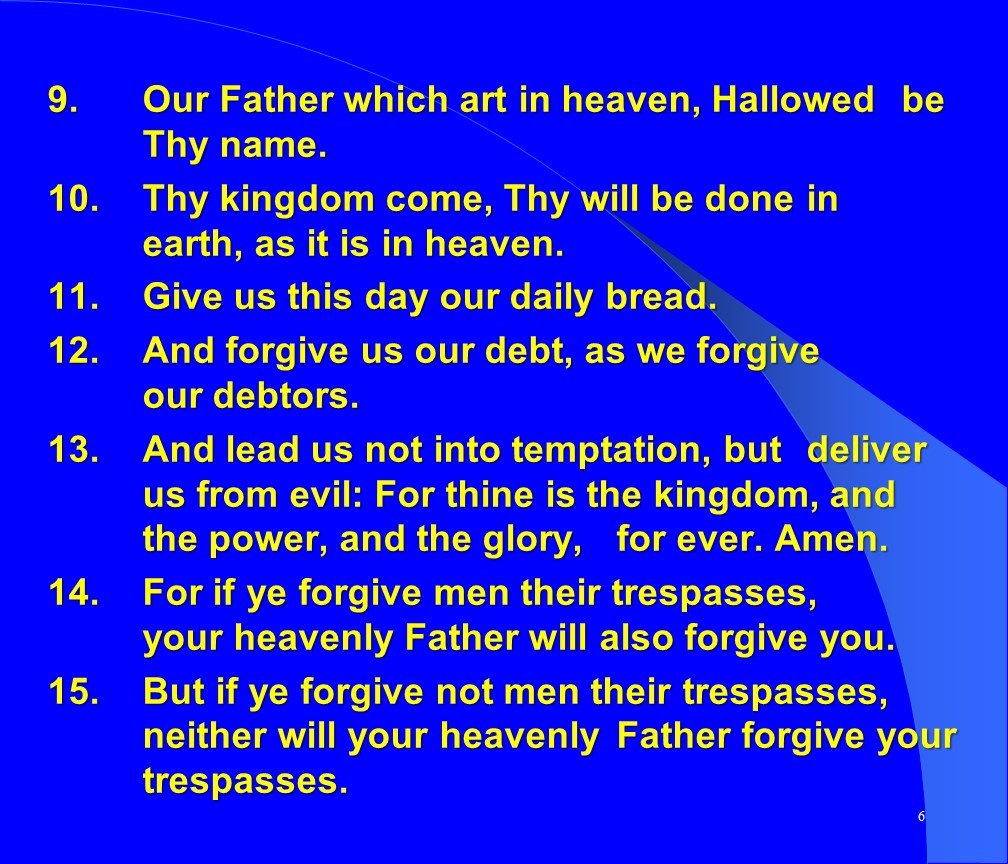 9. Our Father which art in heaven, Hallowed be
Thy name.
10. Thy kingdom come, Thy will be done in
earth, as it is in heaven.
11. Give us this day our daily bread.
12. And forgive us our debt, as we forgive
our debtors.
13. And lead us not into temptation, but deliver
us from evil: For thine is the kingdom, and
the power, and the glory, for ever. Amen.
14. For if ye forgive men their trespasses,
your heavenly Father will also forgive you.
15. But if ye forgive not men their trespasses,
neither will your heavenly Father forgive your
trespasses.
6